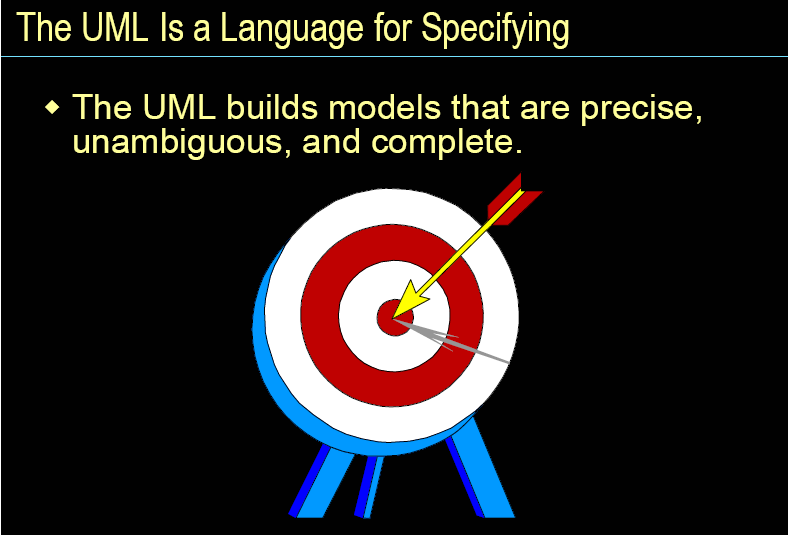 The UML Is a Language for Specifying
The UML builds models that are precise,
unambiguous, and complete.